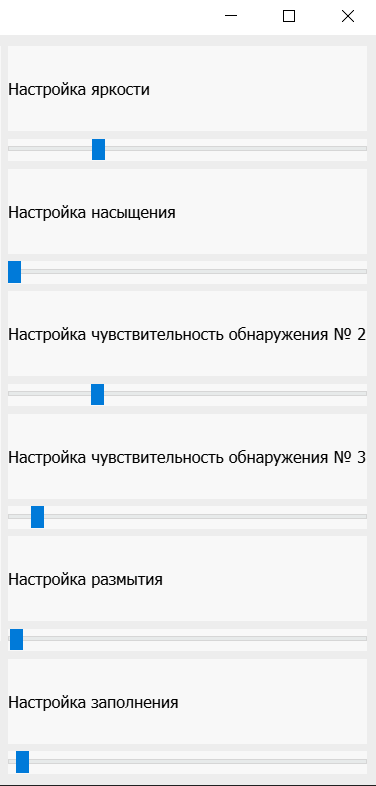 Настройка яркости
Настройка насыщения
Настройка чувствительность обнаружения № 2
Настройка чувствительность обнаружения № 3
Настройка размытия
Настройка заполнения